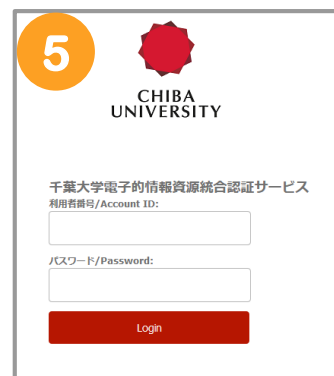 5
CHIBA
UNIVERSITY
千葉大学電子的情報資源統合認証サービス
利用者番号/Account ID:
パスワード/Password:
Login